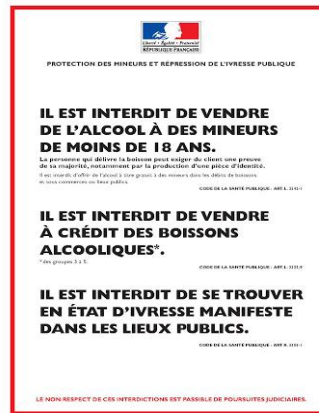 Liberté • Égalité • Fraternité
RÉPUBLIQUE FRANÇAISE
PROTECTION DES MINEURS ET RÉPRESSION DE L'IVRESSE PUBLIQUE
IL EST INTERDIT DE VENDRE
DE L'ALCOOL À DES MINEURS
DE MOINS DE 18 ANS.
La personne qui délivre la boisson peut exiger du client une preuve
de sa majorité, notamment par la production d'une pièce d'identité.
Il est interdit d'offrir de l'alcool à titre gratuit à des mineurs dans les débits de boissons
et tous commerces ou lieux publics.
CODE DE LA SANTÉ PUBLIQUE - ART L. 3342-1
IL EST INTERDIT DE VENDRE
À CRÉDIT DES BOISSONS
ALCOOLIQUES*.
* des groupes 3 à 5.
CODE DE LA SANTÉ PUBLIQUE - ART L.
IL EST INTERDIT DE SE TROUVER
EN ÉTAT D'IVRESSE MANIFESTE
DANS LES LIEUX PUBLICS.
CODE DE LA SANTÉ PUBLIQUE - ART R.
LE NON-RESPECT DE CES INTERDICTIONS EST PASSIBLE DE POURSUITES JUDICIAIRES.